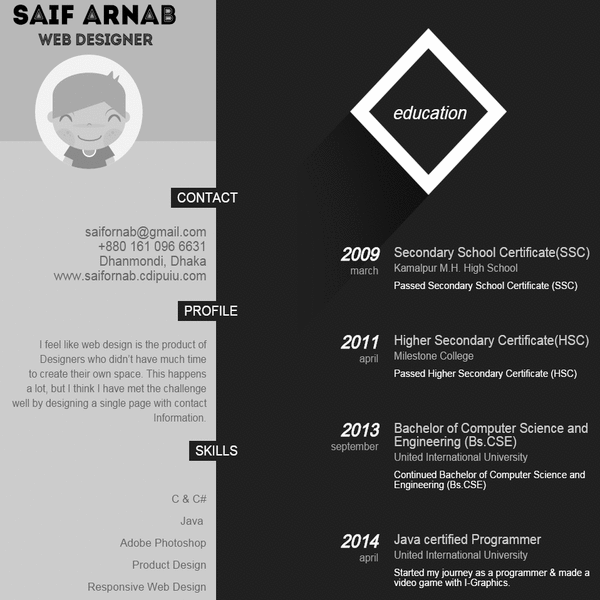 SAIF ARNAB
WEB DESIGNER
CONTACT
saifornab@gmail.com
+880 161 096 6631
Dhanmondi, Dhaka
www.saifornab.cdipuiu.com
PROFILE
I feel like web design is the product of
Designers who didn't have much time
to create their own space. This happens
a lot, but I think I have met the challenge
well by designing a single page with contact
Information.
SKILLS
C & C#
Java
Adobe Photoshop
Product Design
Responsive Web Design
education
2009
march
Secondary School Certificate(SSC)
Kamalpur M.H. High School
Passed Secondary School Certificate (SSC)
2011
april
Higher Secondary Certificate(HSC)
Milestone College
Passed Higher Secondary Certificate (HSC)
2013
september
Bachelor of Computer Science and
Engineering (Bs.CSE)
United International University
Continued Bachelor of Computer Science and
Engineering (Bs.CSE)
2014
april
Java certified Programmer
United International University
Started my journey as a programmer & made a
video game with I-Graphics.